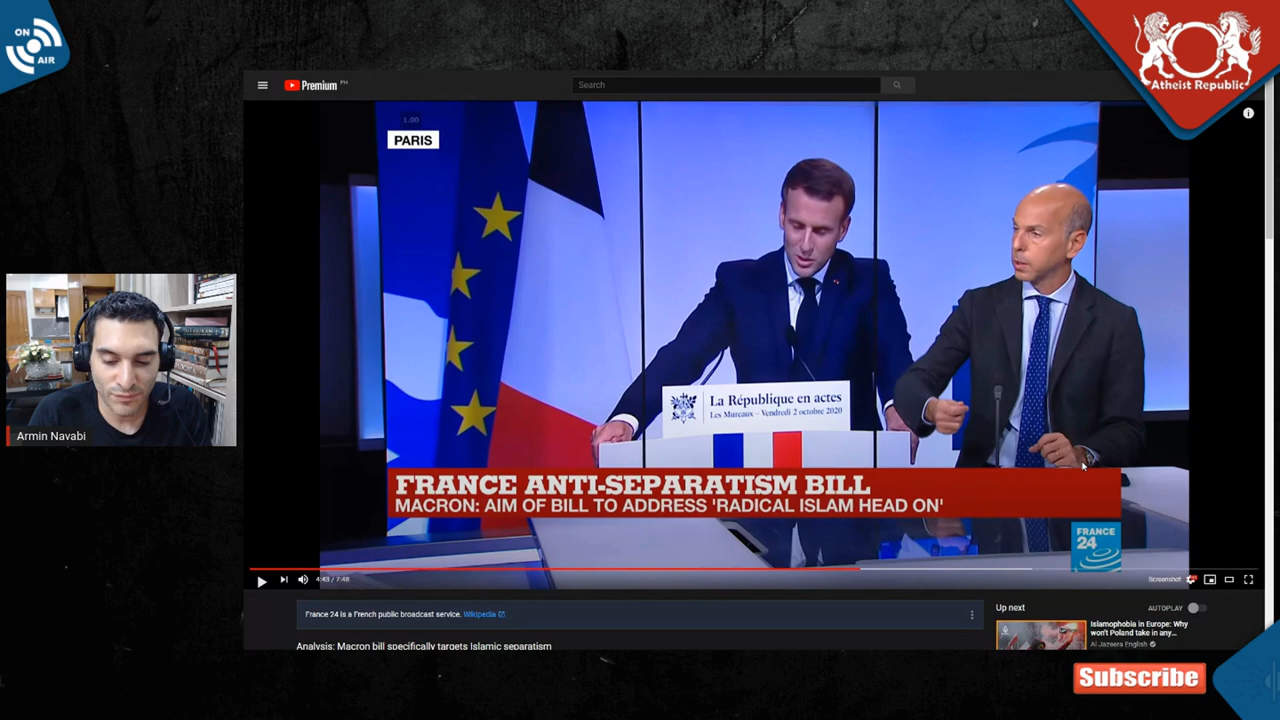 ON
AIR
Premium PH
Search
Atheist Republic
1.00
PARIS
La République en actes
Les Mureaux – Vendredi 2 octobre 2020
Armin Navabi
FRANCE ANTI-SEPARATISM BILL
MACRON: AIM OF BILL TO ADDRESS 'RADICAL ISLAM HEAD ON'
FRANCE
24
4:43 / 7:48
Screenshot
France 24 is a French public broadcast service. Wikipedia
Up next
AUTOPLAY
Islamophobia in Europe: Why
won't Poland take in any...
Al Jazeera English
Analysis: Macron bill specifically targets Islamic separatism
Subscribe